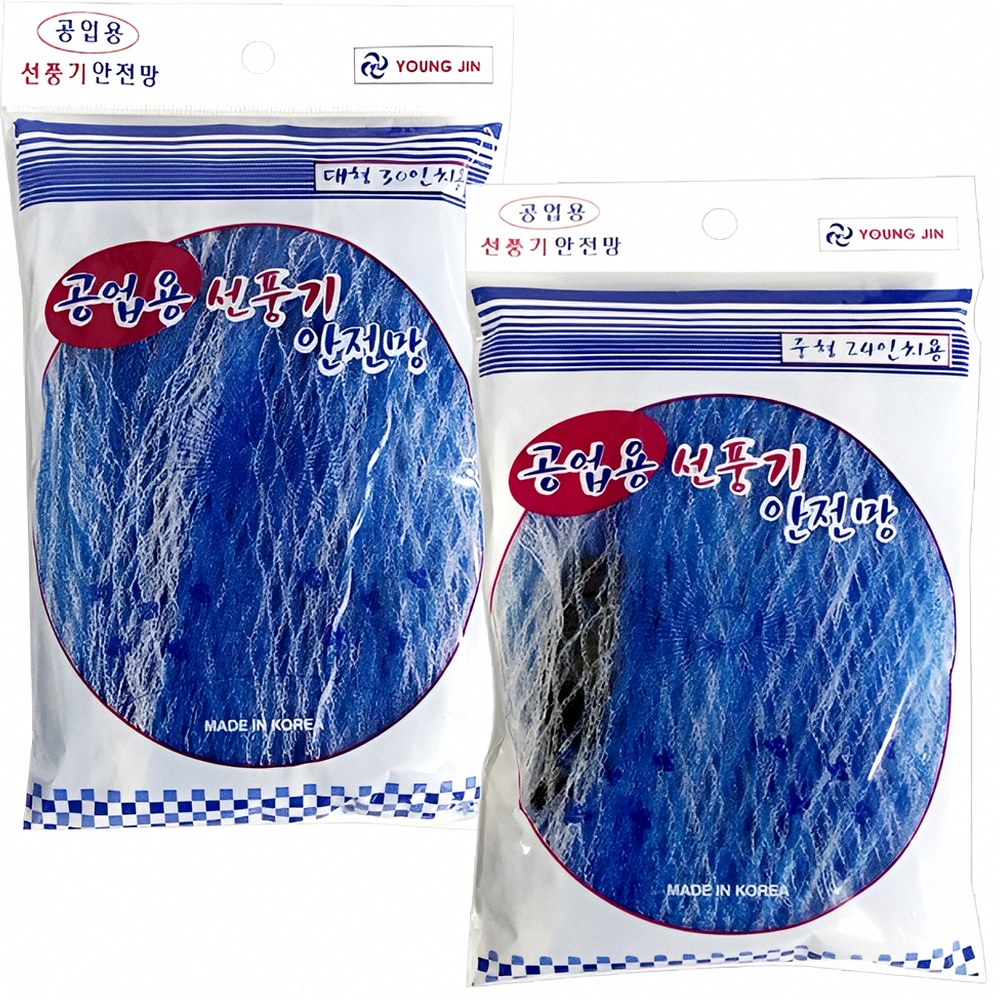 공업용
선풍기안전망
YOUNG JIN
대형 30인치용
공업용 선풍기
안전망
MADE IN KOREA
공업용
선풍기안전망
YOUNG JIN
중형 24인치용
공업용 선풍기
안전망
MADE IN KOREA